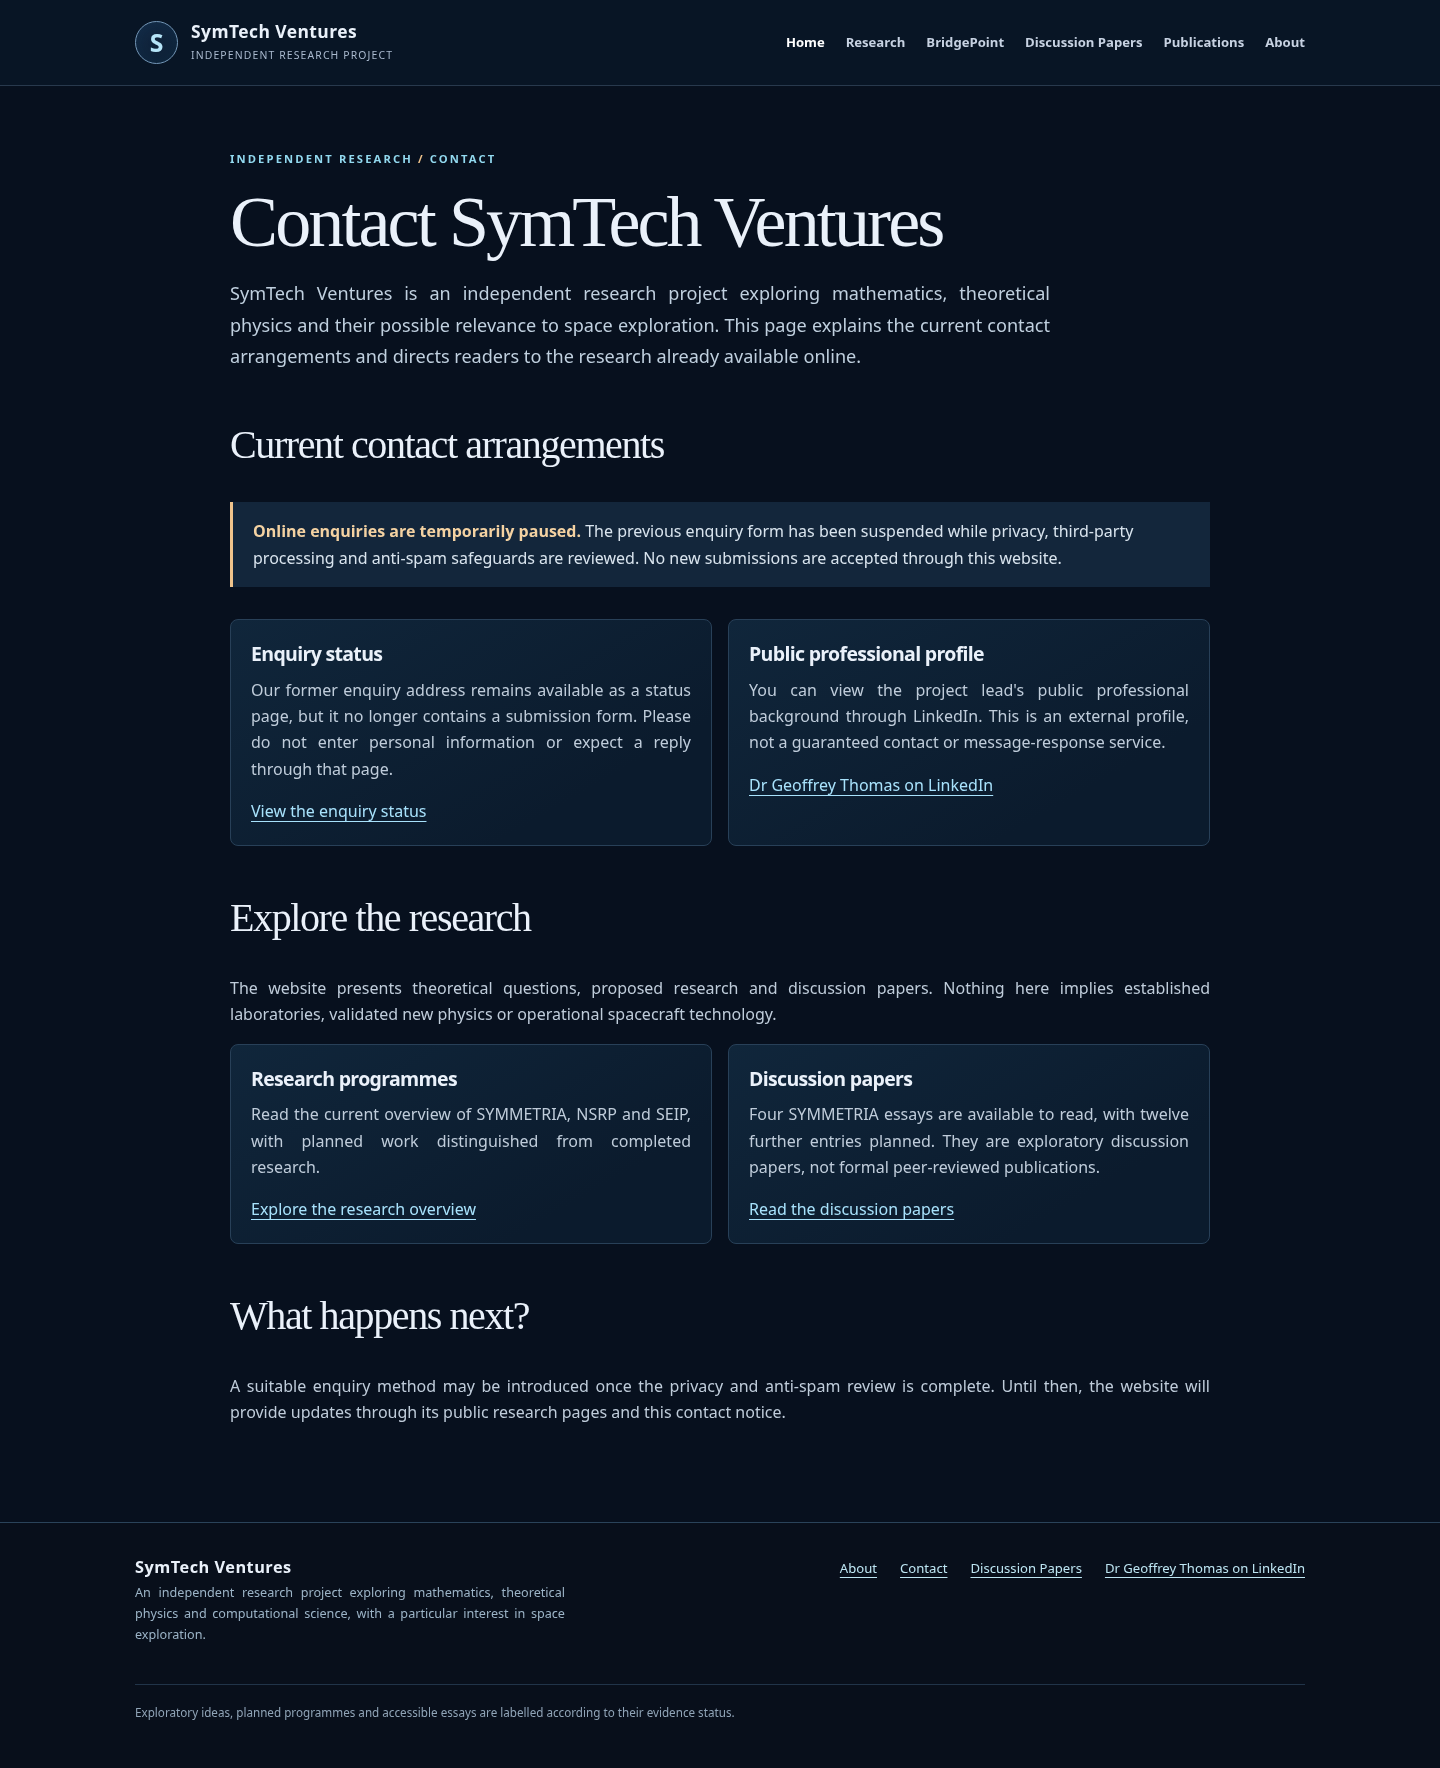 S
SymTech Ventures
INDEPENDENT RESEARCH PROJECT
Home Research BridgePoint Discussion Papers Publications About
INDEPENDENT RESEARCH / CONTACT
Contact SymTech Ventures
SymTech Ventures is an independent research project exploring mathematics, theoretical
physics and their possible relevance to space exploration. This page explains the current contact
arrangements and directs readers to the research already available online.
Current contact arrangements
Online enquiries are temporarily paused. The previous enquiry form has been suspended while privacy, third-party
processing and anti-spam safeguards are reviewed. No new submissions are accepted through this website.
Enquiry status
Our former enquiry address remains available as a status
page, but it no longer contains a submission form. Please
do not enter personal information or expect a reply
through that page.
View the enquiry status
Public professional profile
You can view the project lead's public professional
background through LinkedIn. This is an external profile,
not a guaranteed contact or message-response service.
Dr Geoffrey Thomas on LinkedIn
Explore the research
The website presents theoretical questions, proposed research and discussion papers. Nothing here implies established
laboratories, validated new physics or operational spacecraft technology.
Research programmes
Read the current overview of SYMMETRIA, NSRP and SEIP,
with planned work distinguished from completed
research.
Explore the research overview
Discussion papers
Four SYMMETRIA essays are available to read, with twelve
further entries planned. They are exploratory discussion
papers, not formal peer-reviewed publications.
Read the discussion papers
What happens next?
A suitable enquiry method may be introduced once the privacy and anti-spam review is complete. Until then, the website will
provide updates through its public research pages and this contact notice.
SymTech Ventures
An independent research project exploring mathematics, theoretical
physics and computational science, with a particular interest in space
exploration.
About Contact Discussion Papers Dr Geoffrey Thomas on LinkedIn
Exploratory ideas, planned programmes and accessible essays are labelled according to their evidence status.